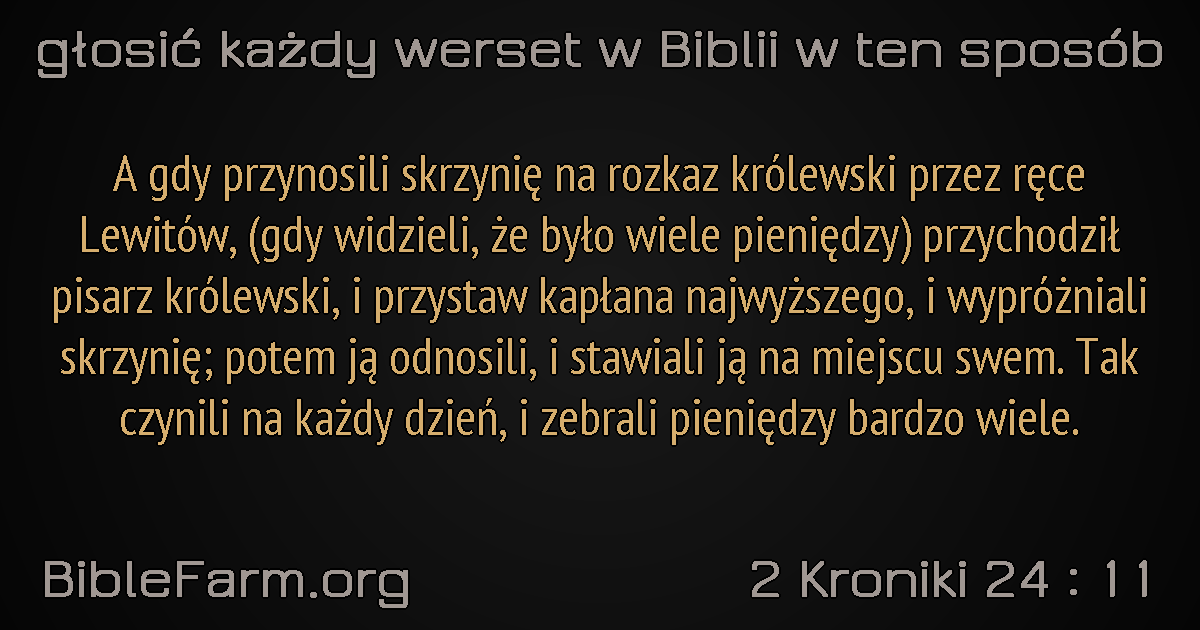 głosić każdy werset w Biblii w ten sposób
A gdy przynosili skrzynię na rozkaz królewski przez ręce
Lewitów, (gdy widzieli, że było wiele pieniędzy) przychodził
pisarz królewski, i przystaw kapłana najwyższego, i wypróżniali
skrzynię; potem ją odnosili, i stawiali ją na miejscu swem. Tak
czynili na każdy dzień, i zebrali pieniędzy bardzo wiele.
BibleFarm.org
2 Kroniki 24 : 11